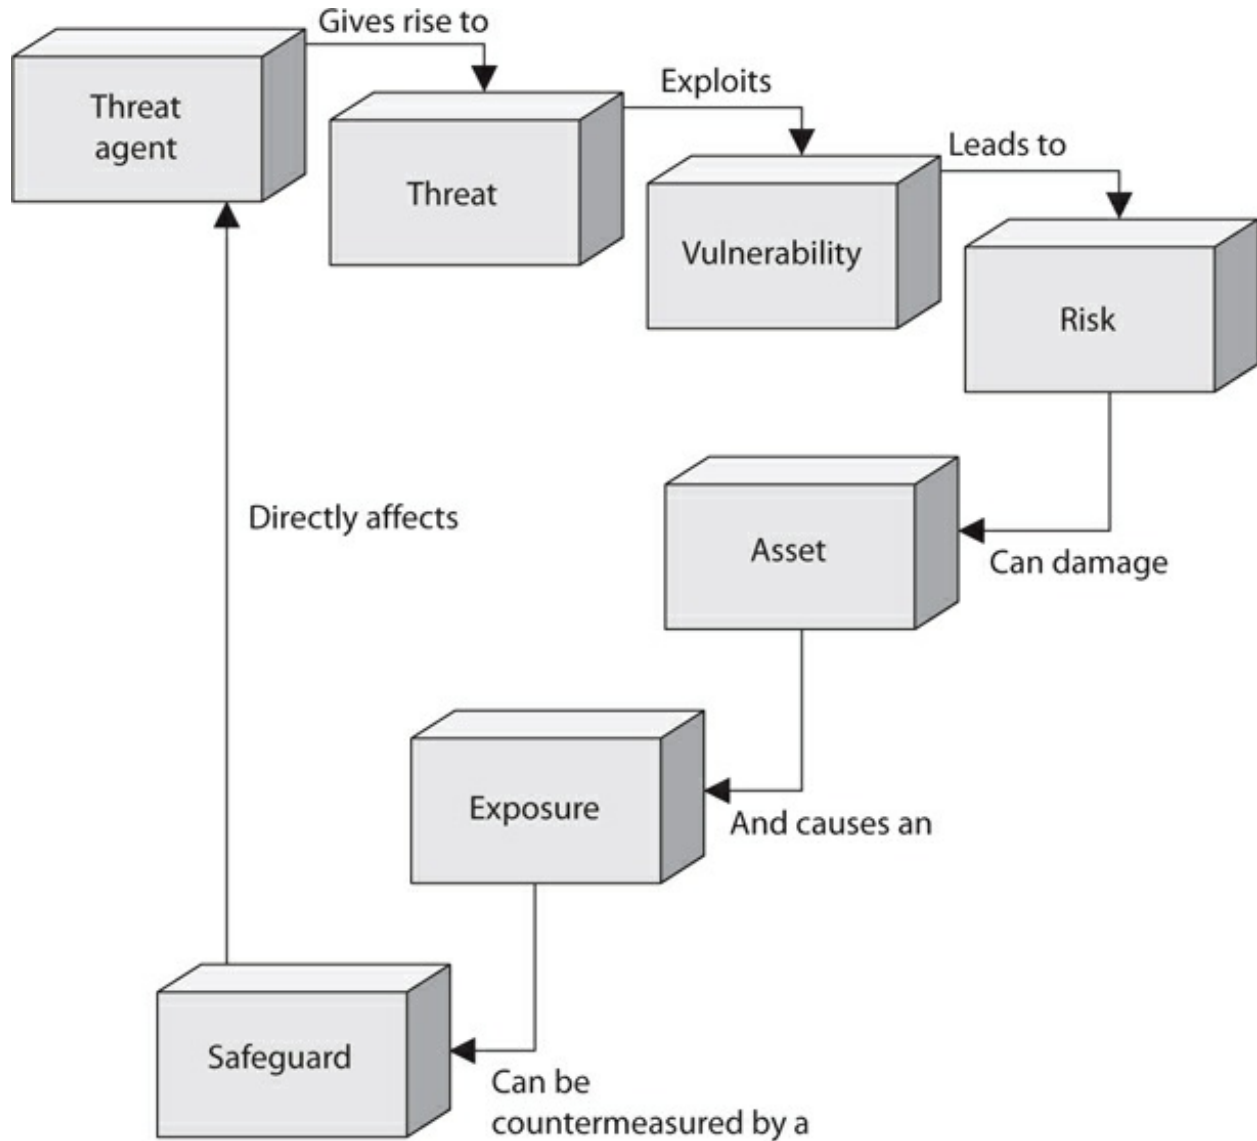 Gives rise to
Threat
agent
Exploits
Threat
Leads to
Vulnerability
Risk
Directly affects
Asset
Can damage
Exposure
And causes an
Safeguard
Can be
countermeasured by a